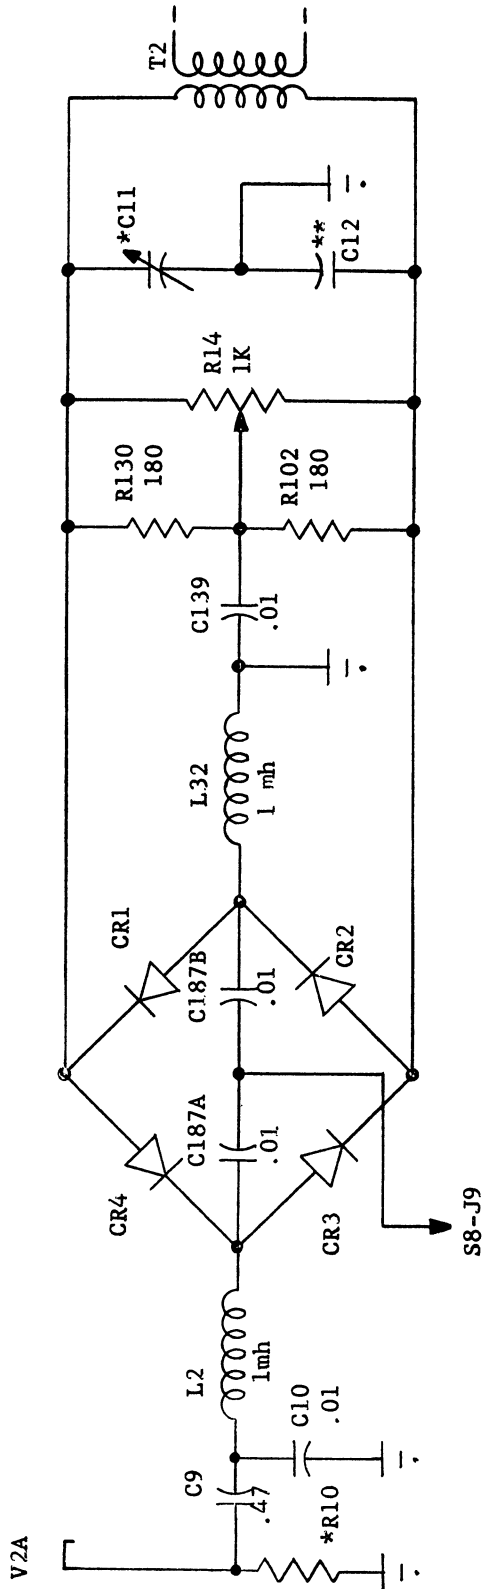 V2A
*R10
C9
.47
C10
.01
L2
1mh
CR4
CR3
C187A
.01
S8-J9
C187B
.01
CR1
CR2
L32
1 mh
C139
.01
R130
180
R102
180
R14
1K
*C11
**
C12
T2